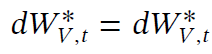 $dW^*_{V,t} = dW^*_{V,t}$